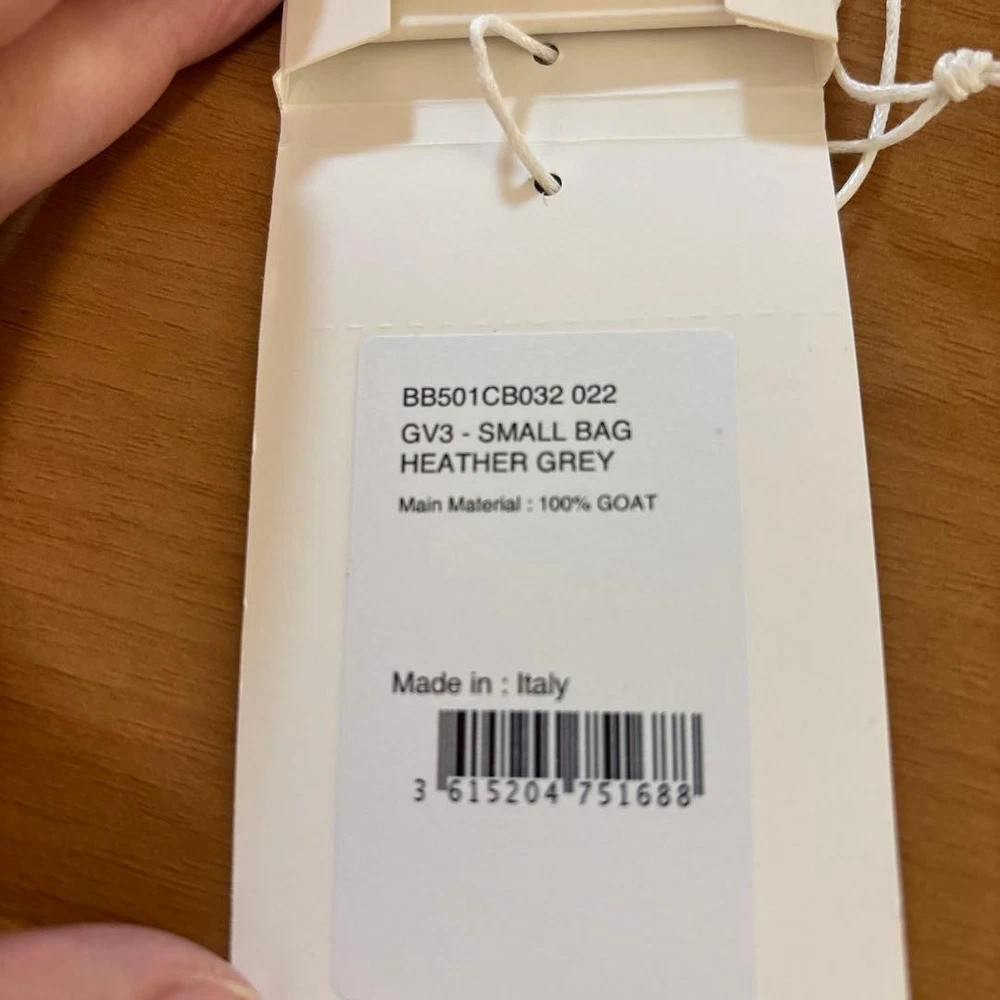 BB501CB032 022
GV3 - SMALL BAG
HEATHER GREY
Main Material : 100% GOAT
Made in : Italy
3 615204 751688